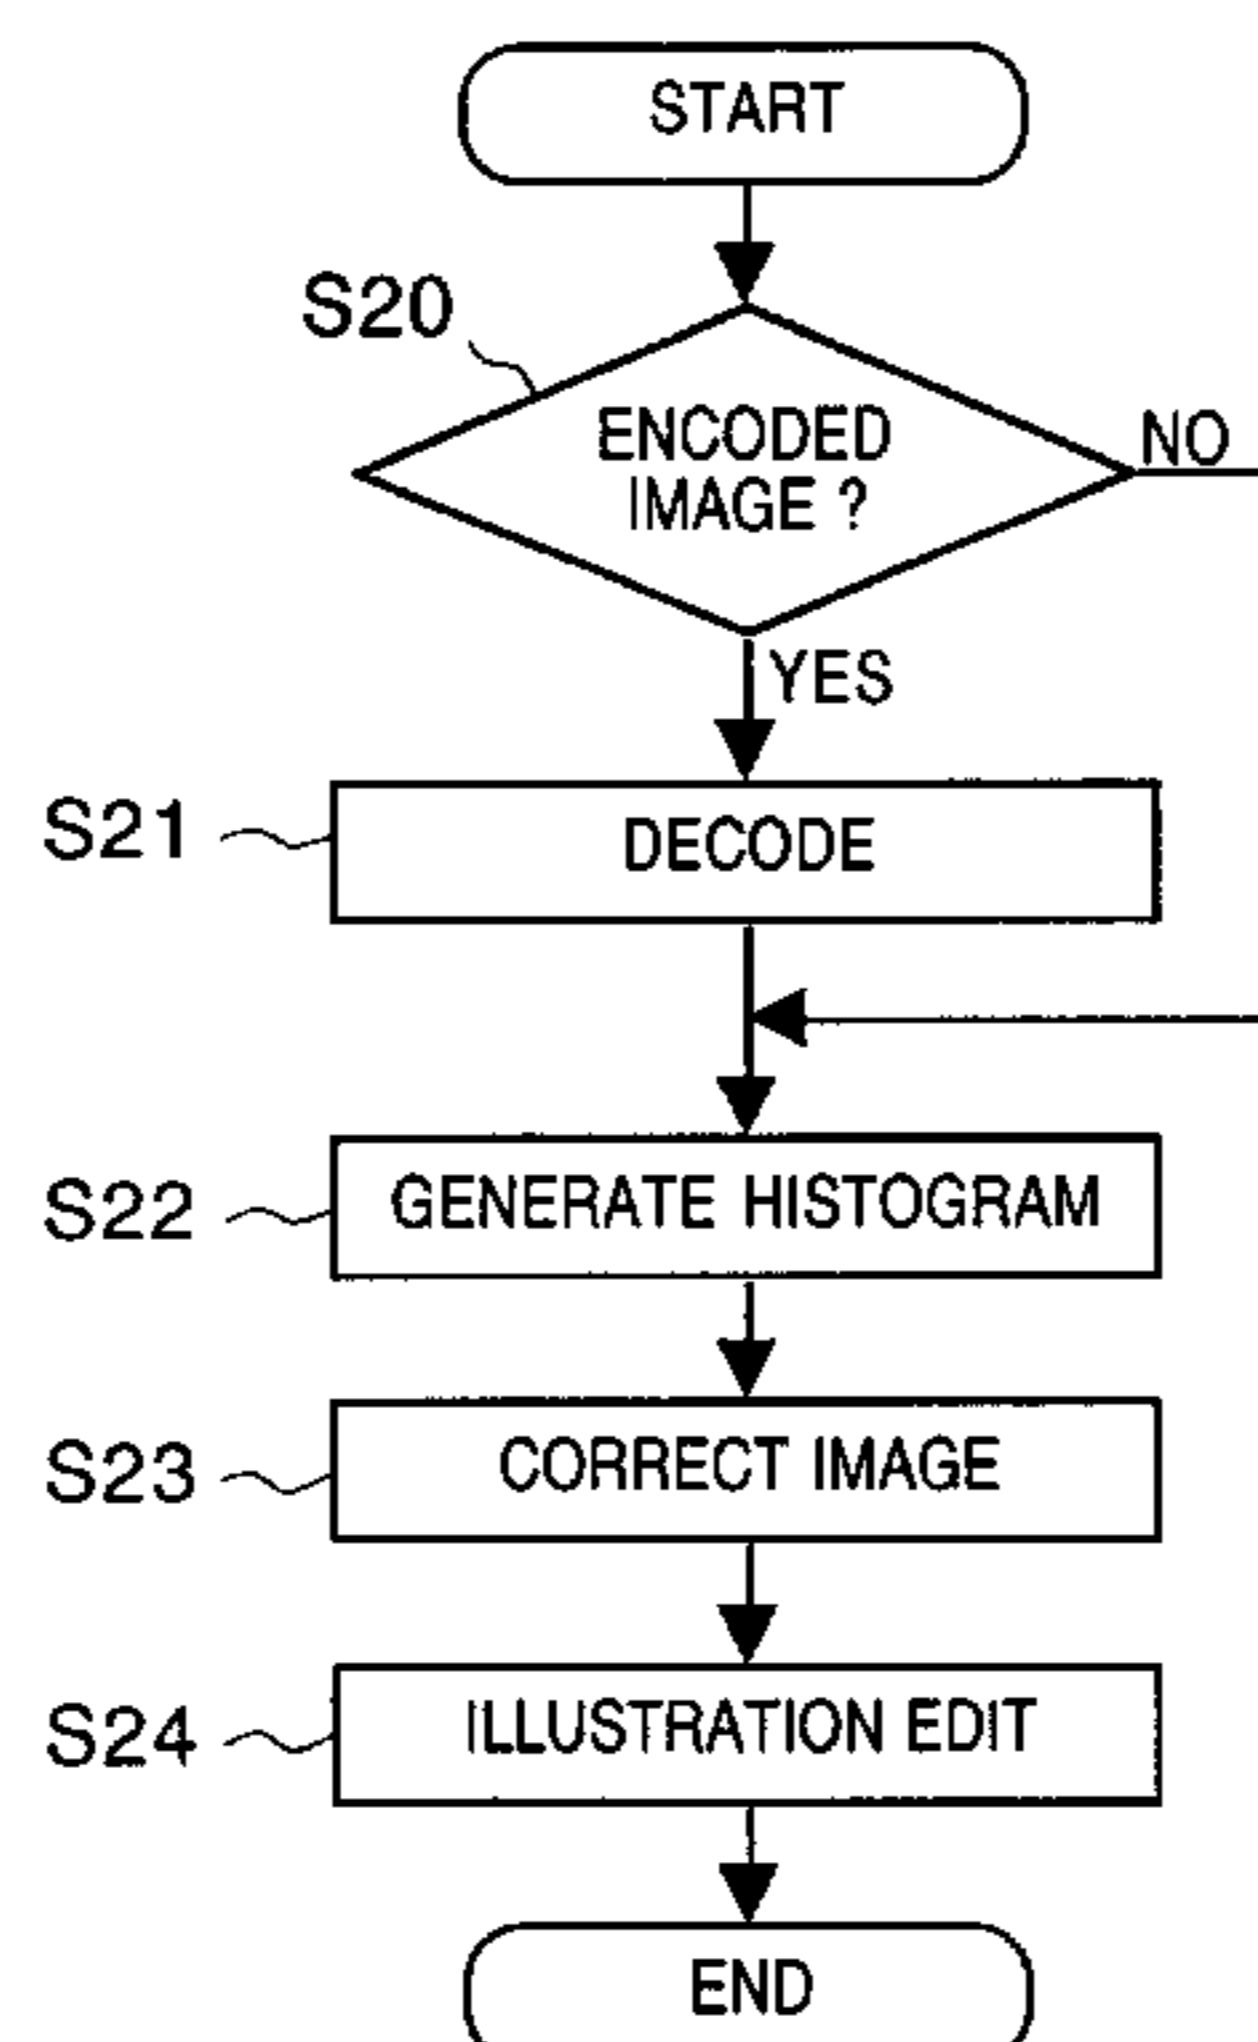 START
S20
ENCODED
IMAGE ?
NO
YES
S21
DECODE
S22
GENERATE HISTOGRAM
S23
CORRECT IMAGE
S24
ILLUSTRATION EDIT
END